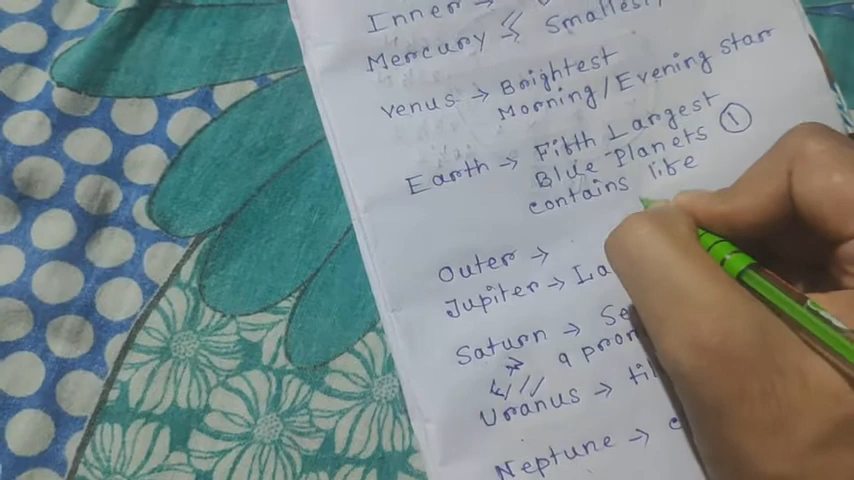 Inner →
Mercury → Smallest
Venus → Brightest
Morning/Evening star
Earth → Fifth Largest
Blue-Planets ①
contains life
Outer →
Jupiter →
Saturn →
a
Uranus →
Neptune →